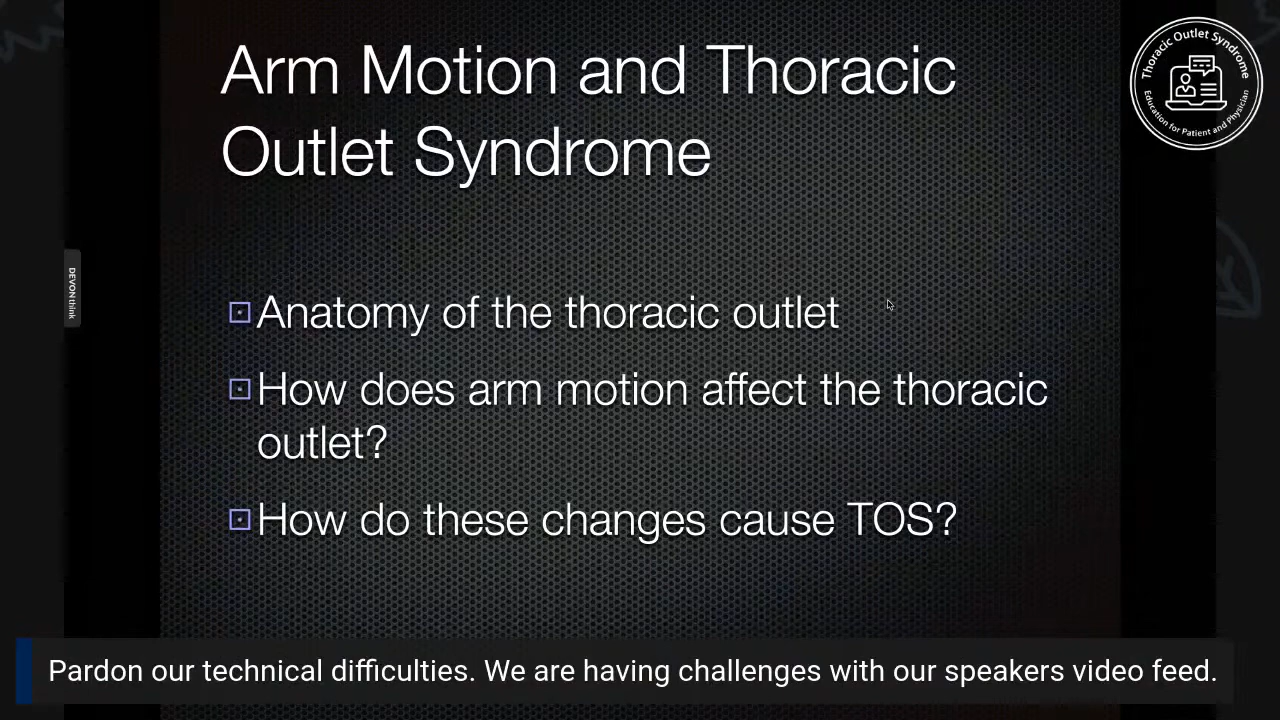 Arm Motion and Thoracic
Outlet Syndrome
Thoracic Outlet Syndrome
Education for Patient and Physician
DEVONthink
Anatomy of the thoracic outlet
How does arm motion affect the thoracic
outlet?
How do these changes cause TOS?
Pardon our technical difficulties. We are having challenges with our speakers video feed.